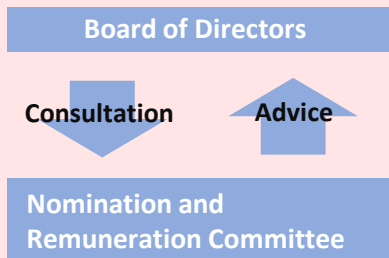 Board of Directors
Consultation
Advice
Nomination and
Remuneration Committee